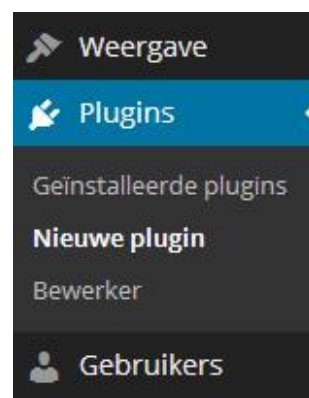 Weergave
Plugins
Geïnstalleerde plugins
Nieuwe plugin
Bewerker
Gebruikers